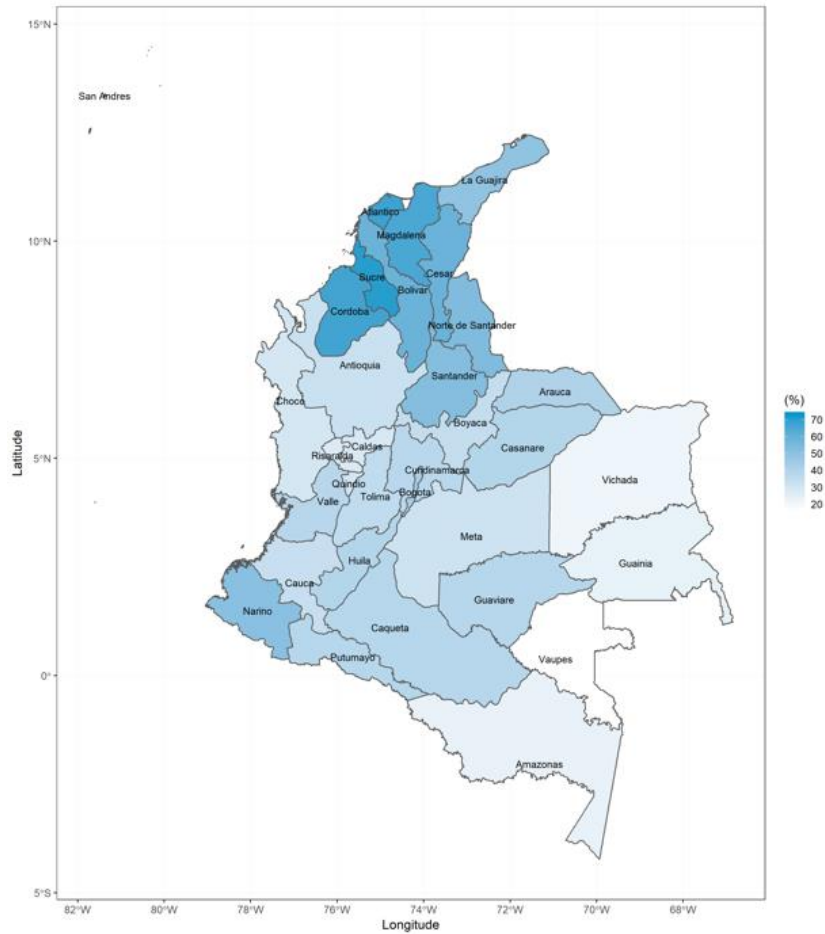 15°N
San Andres
La Guajira
Atlantico
10°N
Magdalena
Cesar
Sucre
Bolivar
Cordoba
Norte de Santander
Antioquia
Santander
Arauca
Choco
Boyaca
(%)
70
60
50
40
30
20
Caldas
Casanare
5°N
Risaralda
Cundinamarca
Vichada
Quindio
Bogota
Valle
Tolima
Latitude
Meta
Huila
Guainia
Cauca
Guaviare
Narino
Caqueta
Putumayo
Vaupes
0°
Amazonas
5°S
82°W 80°W 78°W 76°W 74°W 72°W 70°W 68°W
Longitude